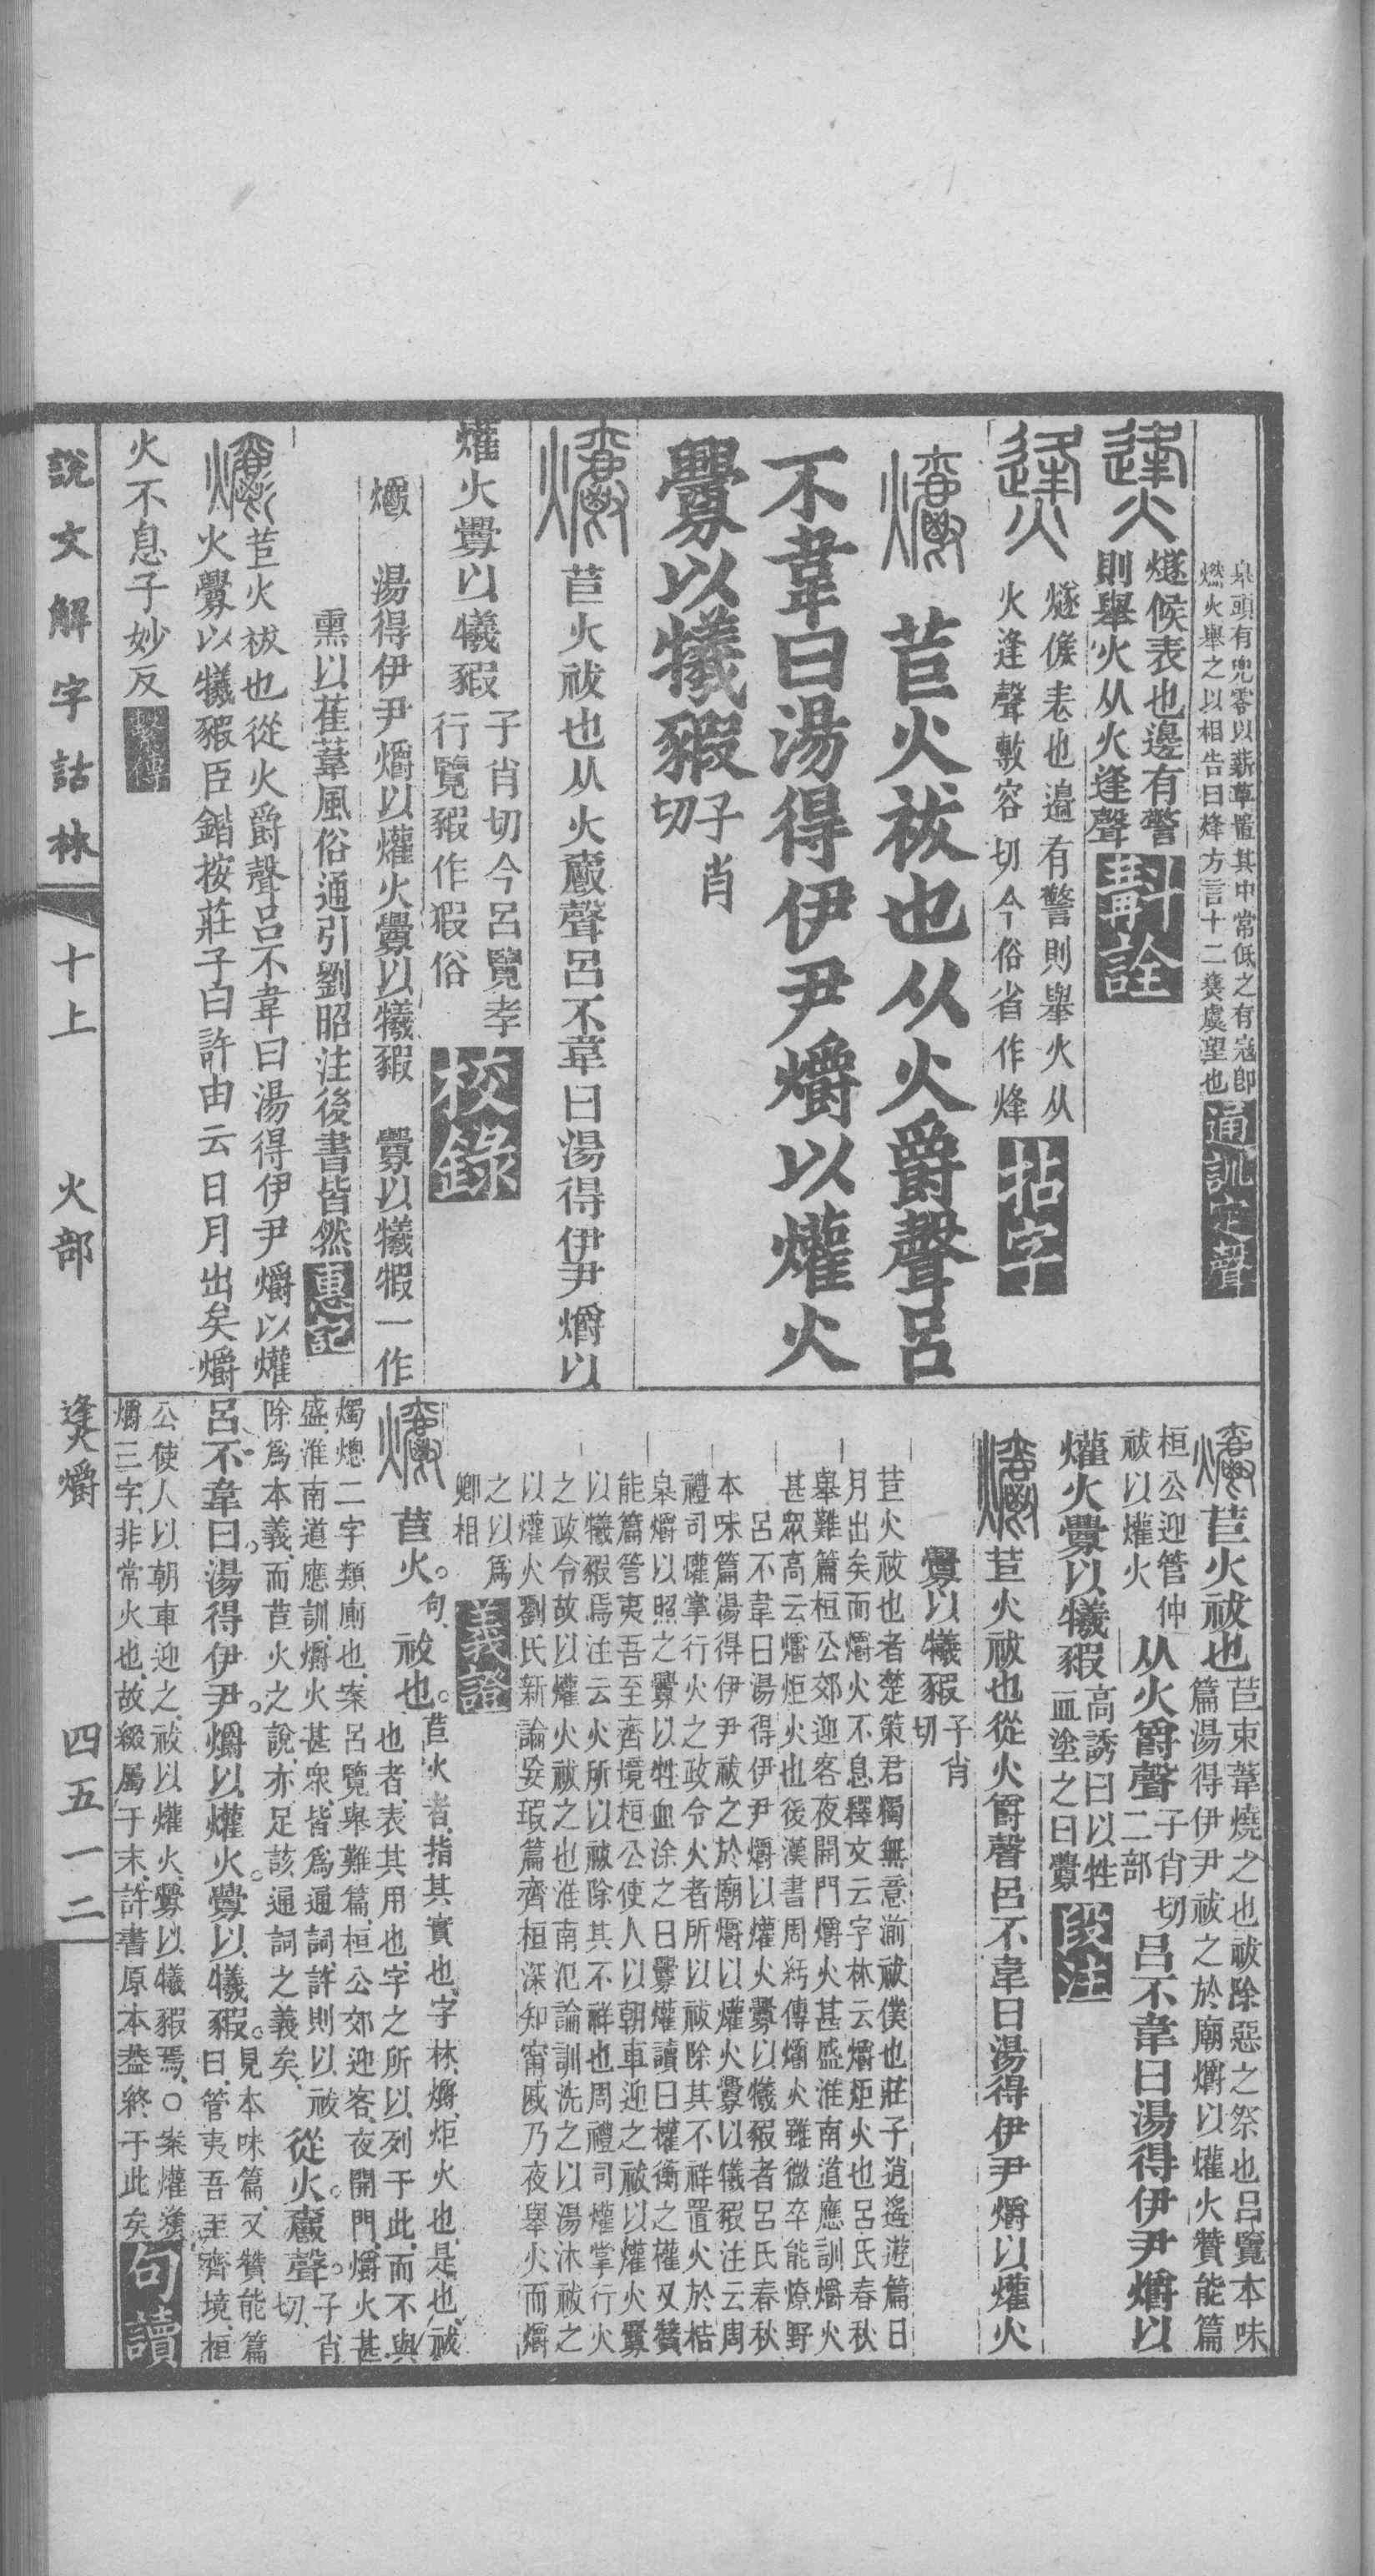 皐頭有兜零以薪草置其中常低之有寇卽
燃火舉之以相告曰烽方言十二㷭虞望也通訓定聲
燧候表也邊有警
則舉火从火逢聲斠詮
燧候表也邉有警則舉火从
火逢聲敷容切今俗省作烽拈字
苣火祓也从火爵聲呂
不韋曰湯得伊尹爝以爟火
釁以犧豭子肖
切
苣火祓也从火𤔲聲呂不韋曰湯得伊尹爝以
爟火釁以犧豭子肖切今呂覽孝
行覽豭作猳俗校錄
爝 湯得伊尹爝以爟火釁以犧豭 釁以犧猳一作
熏以萑葦風俗通引劉昭注後書皆然惠記
苣火祓也從火爵聲呂不韋曰湯得伊尹爝以爟
火釁以犧豭臣鍇按莊子曰許由云日月出矣爝
火不息子妙反繫傳
說文解字詁林 十上 火部 㷭爝 四五一二
苣火祓也苣束葦燒之也祓除惡之祭也呂覽本味
篇湯得伊尹祓之於廟爝以爟火贊能篇
桓公迎管仲
祓以爟火从火爵聲子肖切
二部呂不韋曰湯得伊尹爝以
爟火釁以犧豭高誘曰以牲
血塗之曰釁段注
苣火祓也從火爵聲呂不韋曰湯得伊尹爝以爟火
釁以犧豭子肖
切
苣火祓也者楚策君獨無意湔祓僕也莊子逍遙遊篇日
月出矣而爝火不息釋文云字林云爝炬火也呂氏春秋
舉難篇桓公郊迎客夜開門爝火甚盛淮南道應訓爝火
甚眾高云爝炬火也後漢書周紆傳爝火雖微卒能燎野
呂不韋曰湯得伊尹爝以爟火釁以犧豭者呂氏春秋
本味篇湯得伊尹祓之於廟爝以爟火釁以犧豭注云周
禮司爟掌行火之政令火者所以祓除其不祥置火於桔
皋爝以照之釁以牲血涂之曰釁爟讀曰權衡之權又贊
能篇管夷吾至齊境桓公使人以朝車迎之祓以爟火釁
以犧豭焉注云火所以祓除其不祥也周禮司爟掌行火
之政令故以爟火祓之也淮南氾論訓洗之以湯沐祓之
以爟火劉氏新論妄瑕篇齊桓深知甯戚乃夜舉火而爝
之以爲
卿相義證
苣火。句祓也。苣火者,指其實也,字林,爝,炬火也,是也,祓
也者,表其用也,字之所以列于此,而不與
燭熜二字類廁也,案呂覽舉難篇,桓公郊迎客,夜開門,爝火甚
盛,淮南道應訓,爝火甚眾,皆爲通詞,許則以祓
除爲本義,而苣火之說,亦足該通詞之義矣,從火。𤔲聲。子肖
切,
呂不韋曰。湯得伊尹。爝以爟火。釁以犧豭。見本味篇,又贊能篇
曰,管夷吾至齊境,桓
公使人以朝車迎之,祓以爟火,釁以犧豭焉,○案爟㷭
爝三字,非常火也,故綴屬于末,許書原本葢終于此矣,句讀